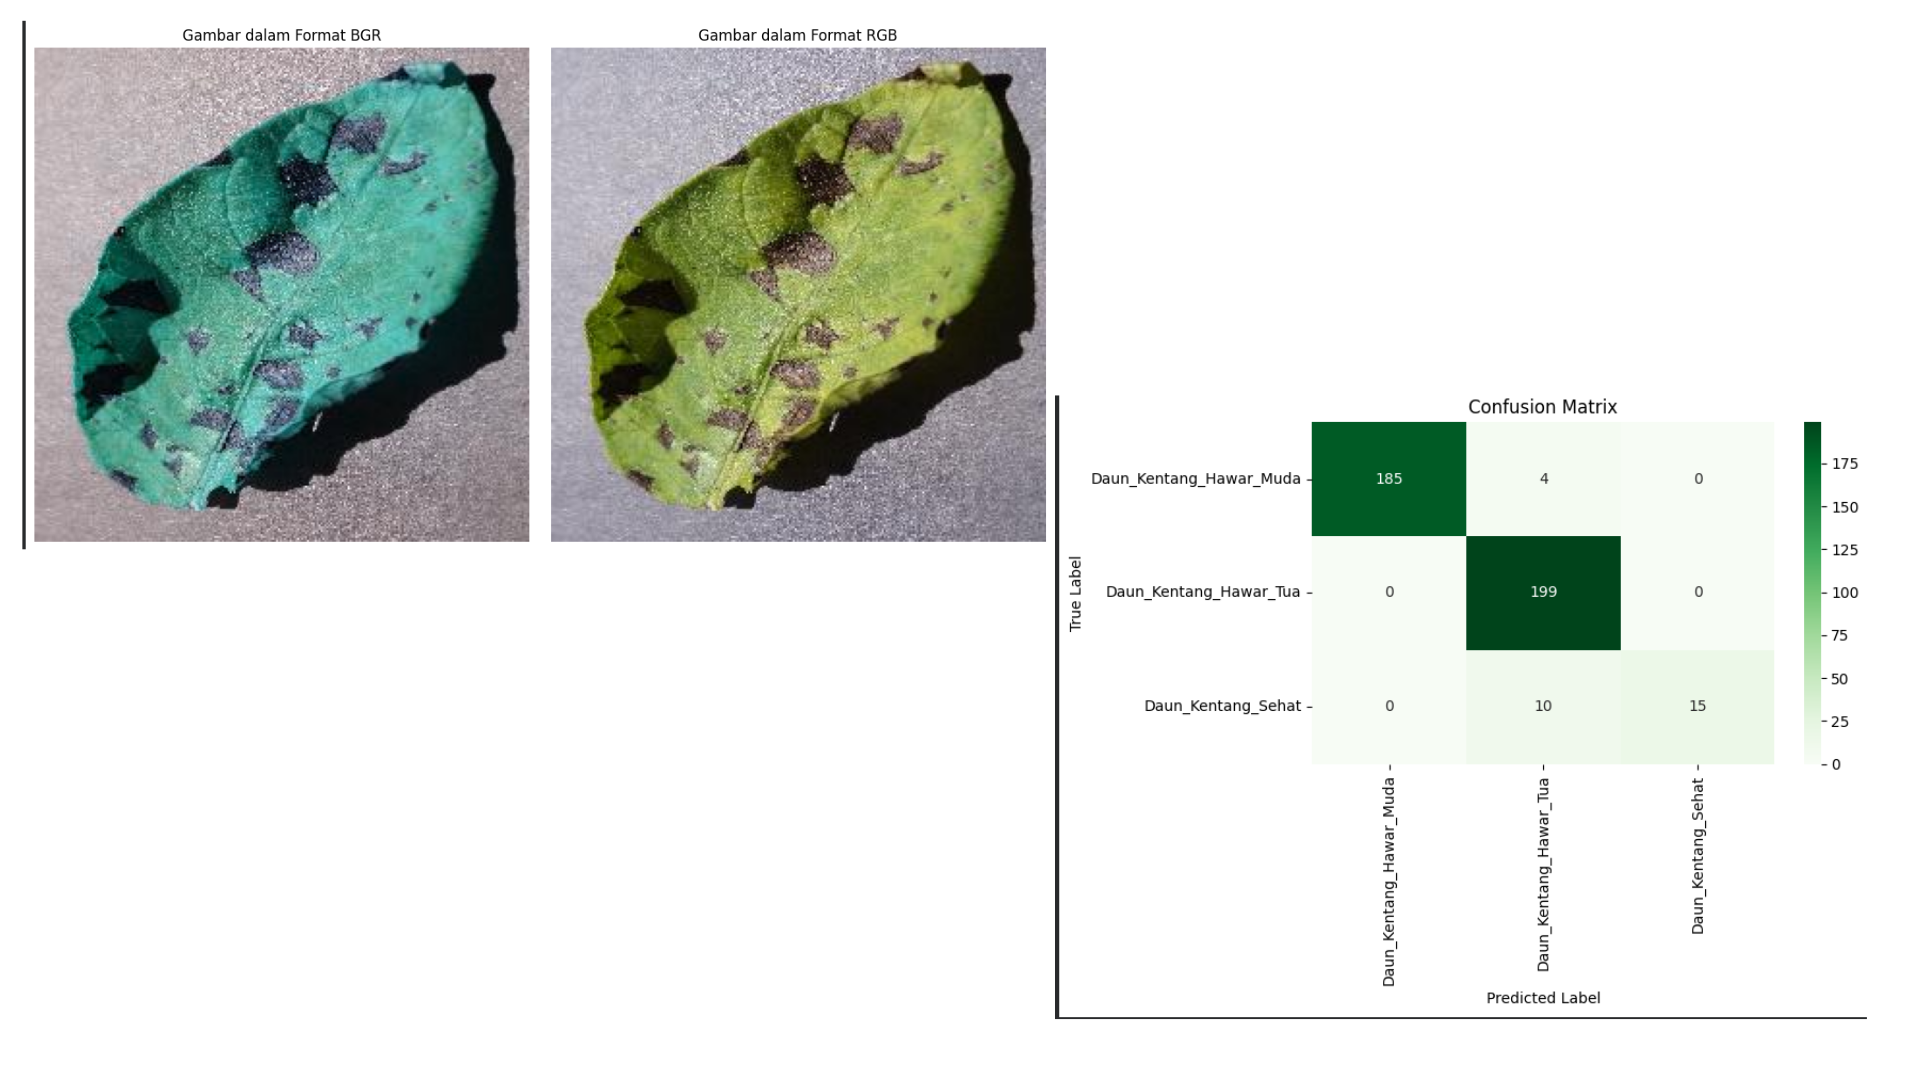 Gambar dalam Format BGR
Gambar dalam Format RGB
Confusion Matrix
True Label
Daun_Kentang_Hawar_Muda
185 4 0
Daun_Kentang_Hawar_Tua
0 199 0
Daun_Kentang_Sehat
0 10 15
175
150
125
100
75
50
25
0
Daun_Kentang_Hawar_Muda
Daun_Kentang_Hawar_Tua
Daun_Kentang_Sehat
Predicted Label